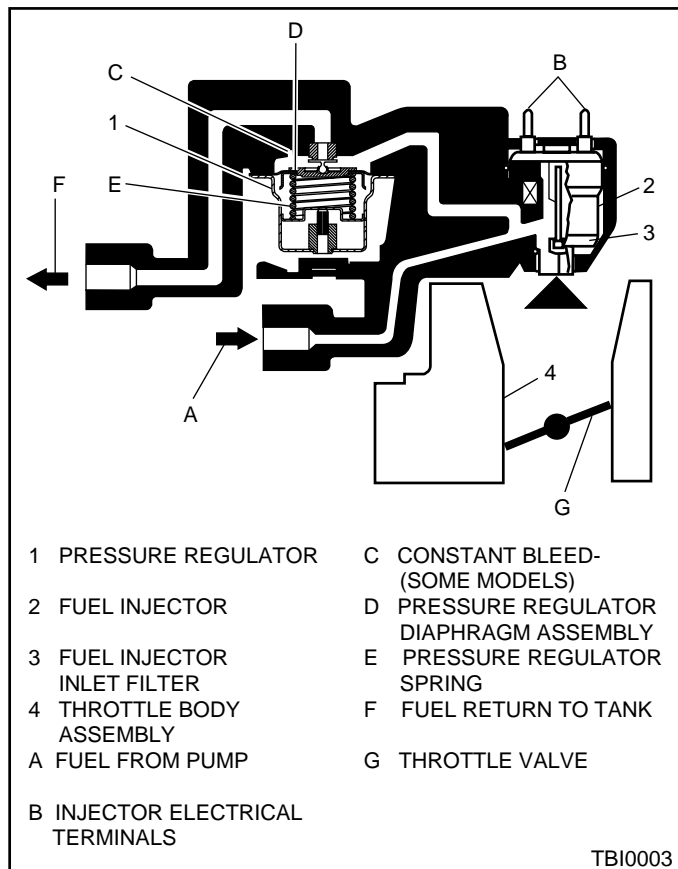 D
C
B
1
F
E
2
3
A
4
G
1 PRESSURE REGULATOR
2 FUEL INJECTOR
3 FUEL INJECTOR
INLET FILTER
4 THROTTLE BODY
ASSEMBLY
A FUEL FROM PUMP
B INJECTOR ELECTRICAL
TERMINALS
C CONSTANT BLEED-
(SOME MODELS)
D PRESSURE REGULATOR
DIAPHRAGM ASSEMBLY
E PRESSURE REGULATOR
SPRING
F FUEL RETURN TO TANK
G THROTTLE VALVE
TBI0003